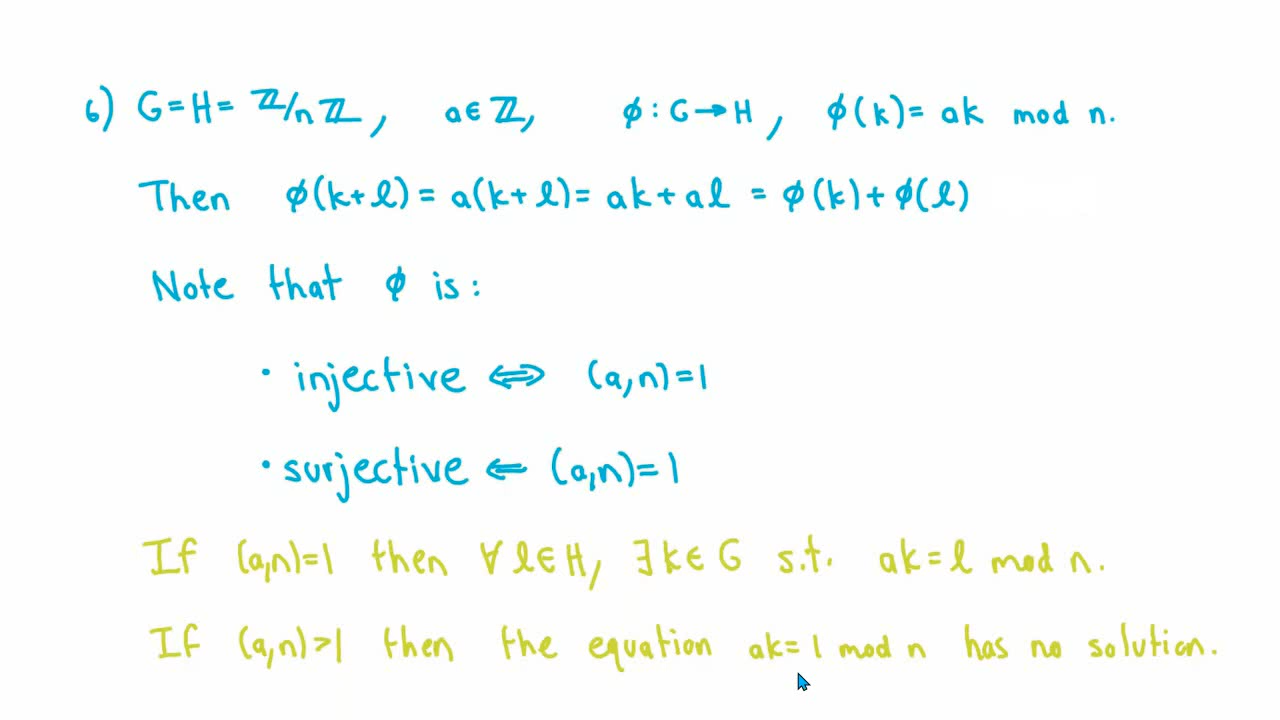 6) G=H= ℤ/nℤ, a∈ℤ, ϕ:G→H, ϕ(k)= ak mod n.
Then ϕ(k+l)= a(k+l)= ak+al = ϕ(k)+ϕ(l)
Note that ϕ is:
• injective ⇔ (a,n)=1
• surjective ⇐ (a,n)=1
If (a,n)=1 then ∀l∈H, ∃k∈G s.t. ak=l mod n.
If (a,n)>1 then the equation ak=1 mod n has no solution.